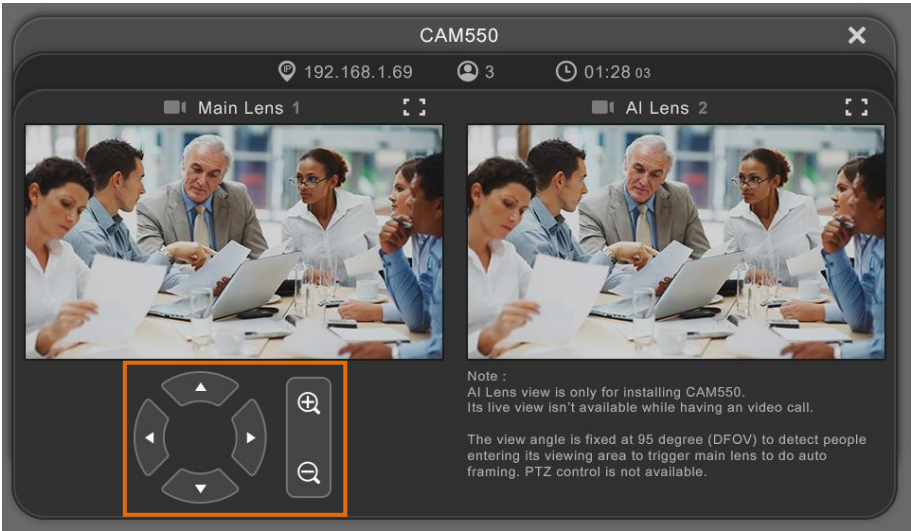 CAM550
192.168.1.69 3 01:28 03
Main Lens 1
AI Lens 2
Note :
AI Lens view is only for installing CAM550.
Its live view isn't available while having an video call.
The view angle is fixed at 95 degree (DFOV) to detect people
entering its viewing area to trigger main lens to do auto
framing. PTZ control is not available.